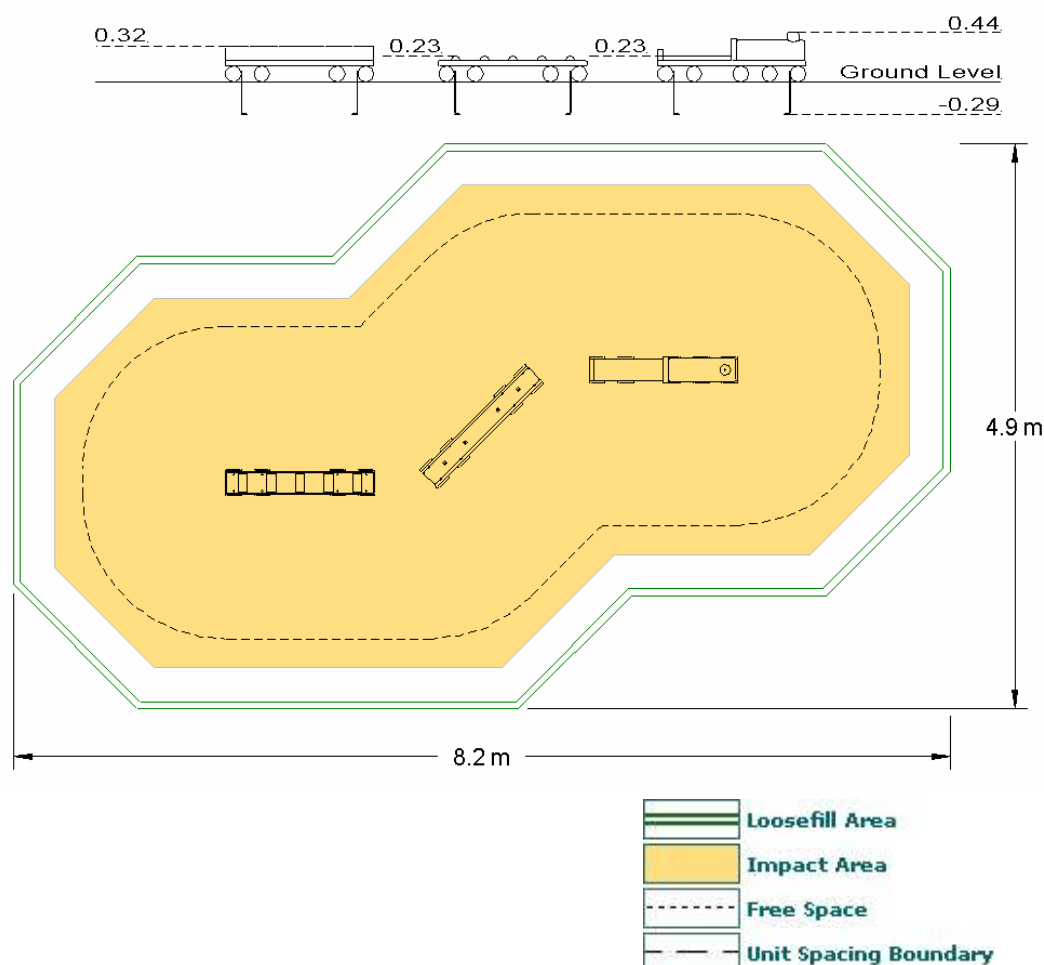 0.32
0.23
0.23
0.44
Ground Level
-0.29
4.9 m
8.2 m
Loosefill Area
Impact Area
Free Space
Unit Spacing Boundary